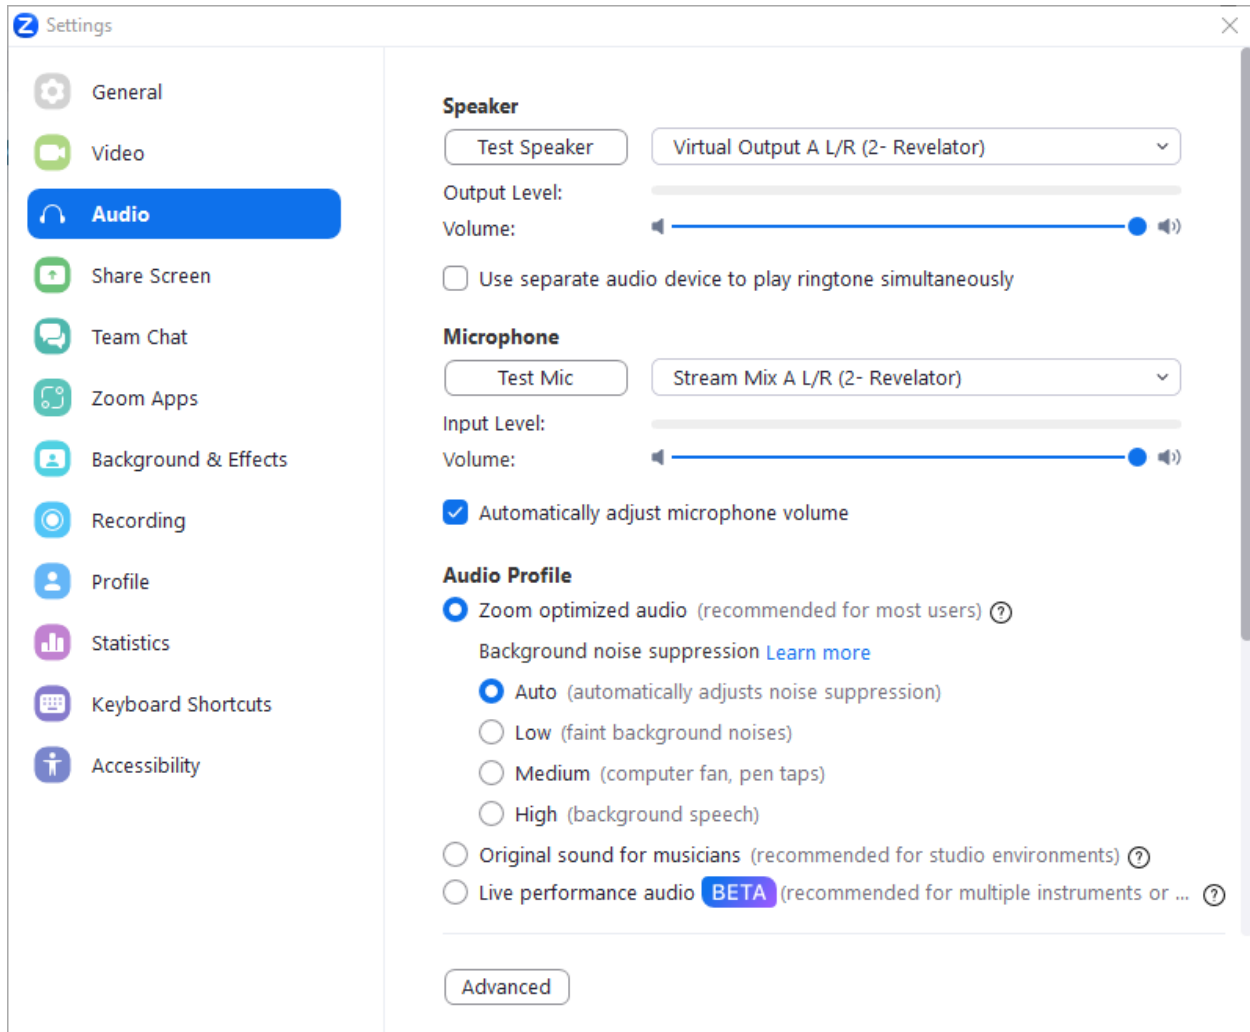 Settings
General
Video
Audio
Share Screen
Team Chat
Zoom Apps
Background & Effects
Recording
Profile
Statistics
Keyboard Shortcuts
Accessibility
Speaker
Test Speaker
Virtual Output A L/R (2- Revelator)
Output Level:
Volume:
Use separate audio device to play ringtone simultaneously
Microphone
Test Mic
Stream Mix A L/R (2- Revelator)
Input Level:
Volume:
Automatically adjust microphone volume
Audio Profile
Zoom optimized audio (recommended for most users)
Background noise suppression Learn more
Auto (automatically adjusts noise suppression)
Low (faint background noises)
Medium (computer fan, pen taps)
High (background speech)
Original sound for musicians (recommended for studio environments)
Live performance audio BETA (recommended for multiple instruments or ...
Advanced